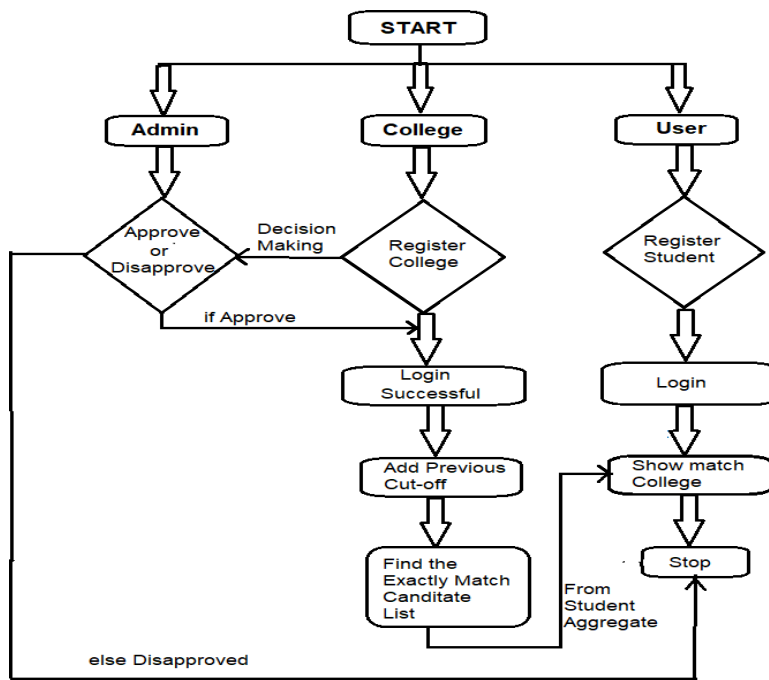 START
Admin
College
User
Approve
or
Disapprove
Decision
Making
Register
College
Register
Student
if Approve
Login
Successful
Login
Add Previous
Cut-off
Show match
College
Find the
Exactly Match
Canditate
List
From
Student
Aggregate
Stop
else Disapproved